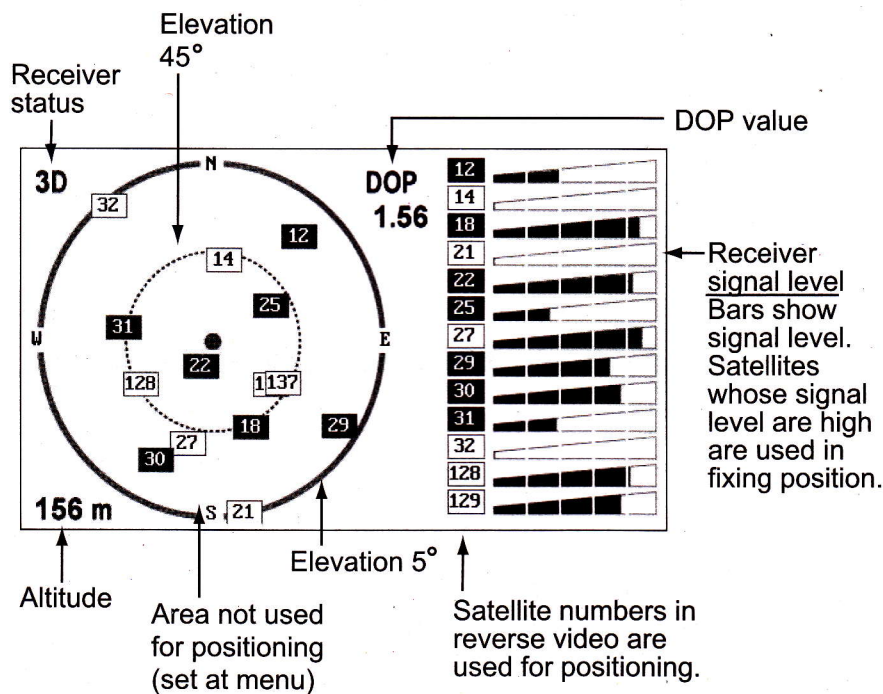 Elevation
45°
Receiver
status
DOP value
3D
N
DOP
1.56
32
12
14
25
31
W
E
22
128
1
137
18
29
27
30
156 m
S
21
12
14
18
21
22
25
27
29
30
31
32
128
129
Receiver
signal level
Bars show
signal level.
Satellites
whose signal
level are high
are used in
fixing position.
Elevation 5°
Altitude
Area not used
for positioning
(set at menu)
Satellite numbers in
reverse video are
used for positioning.